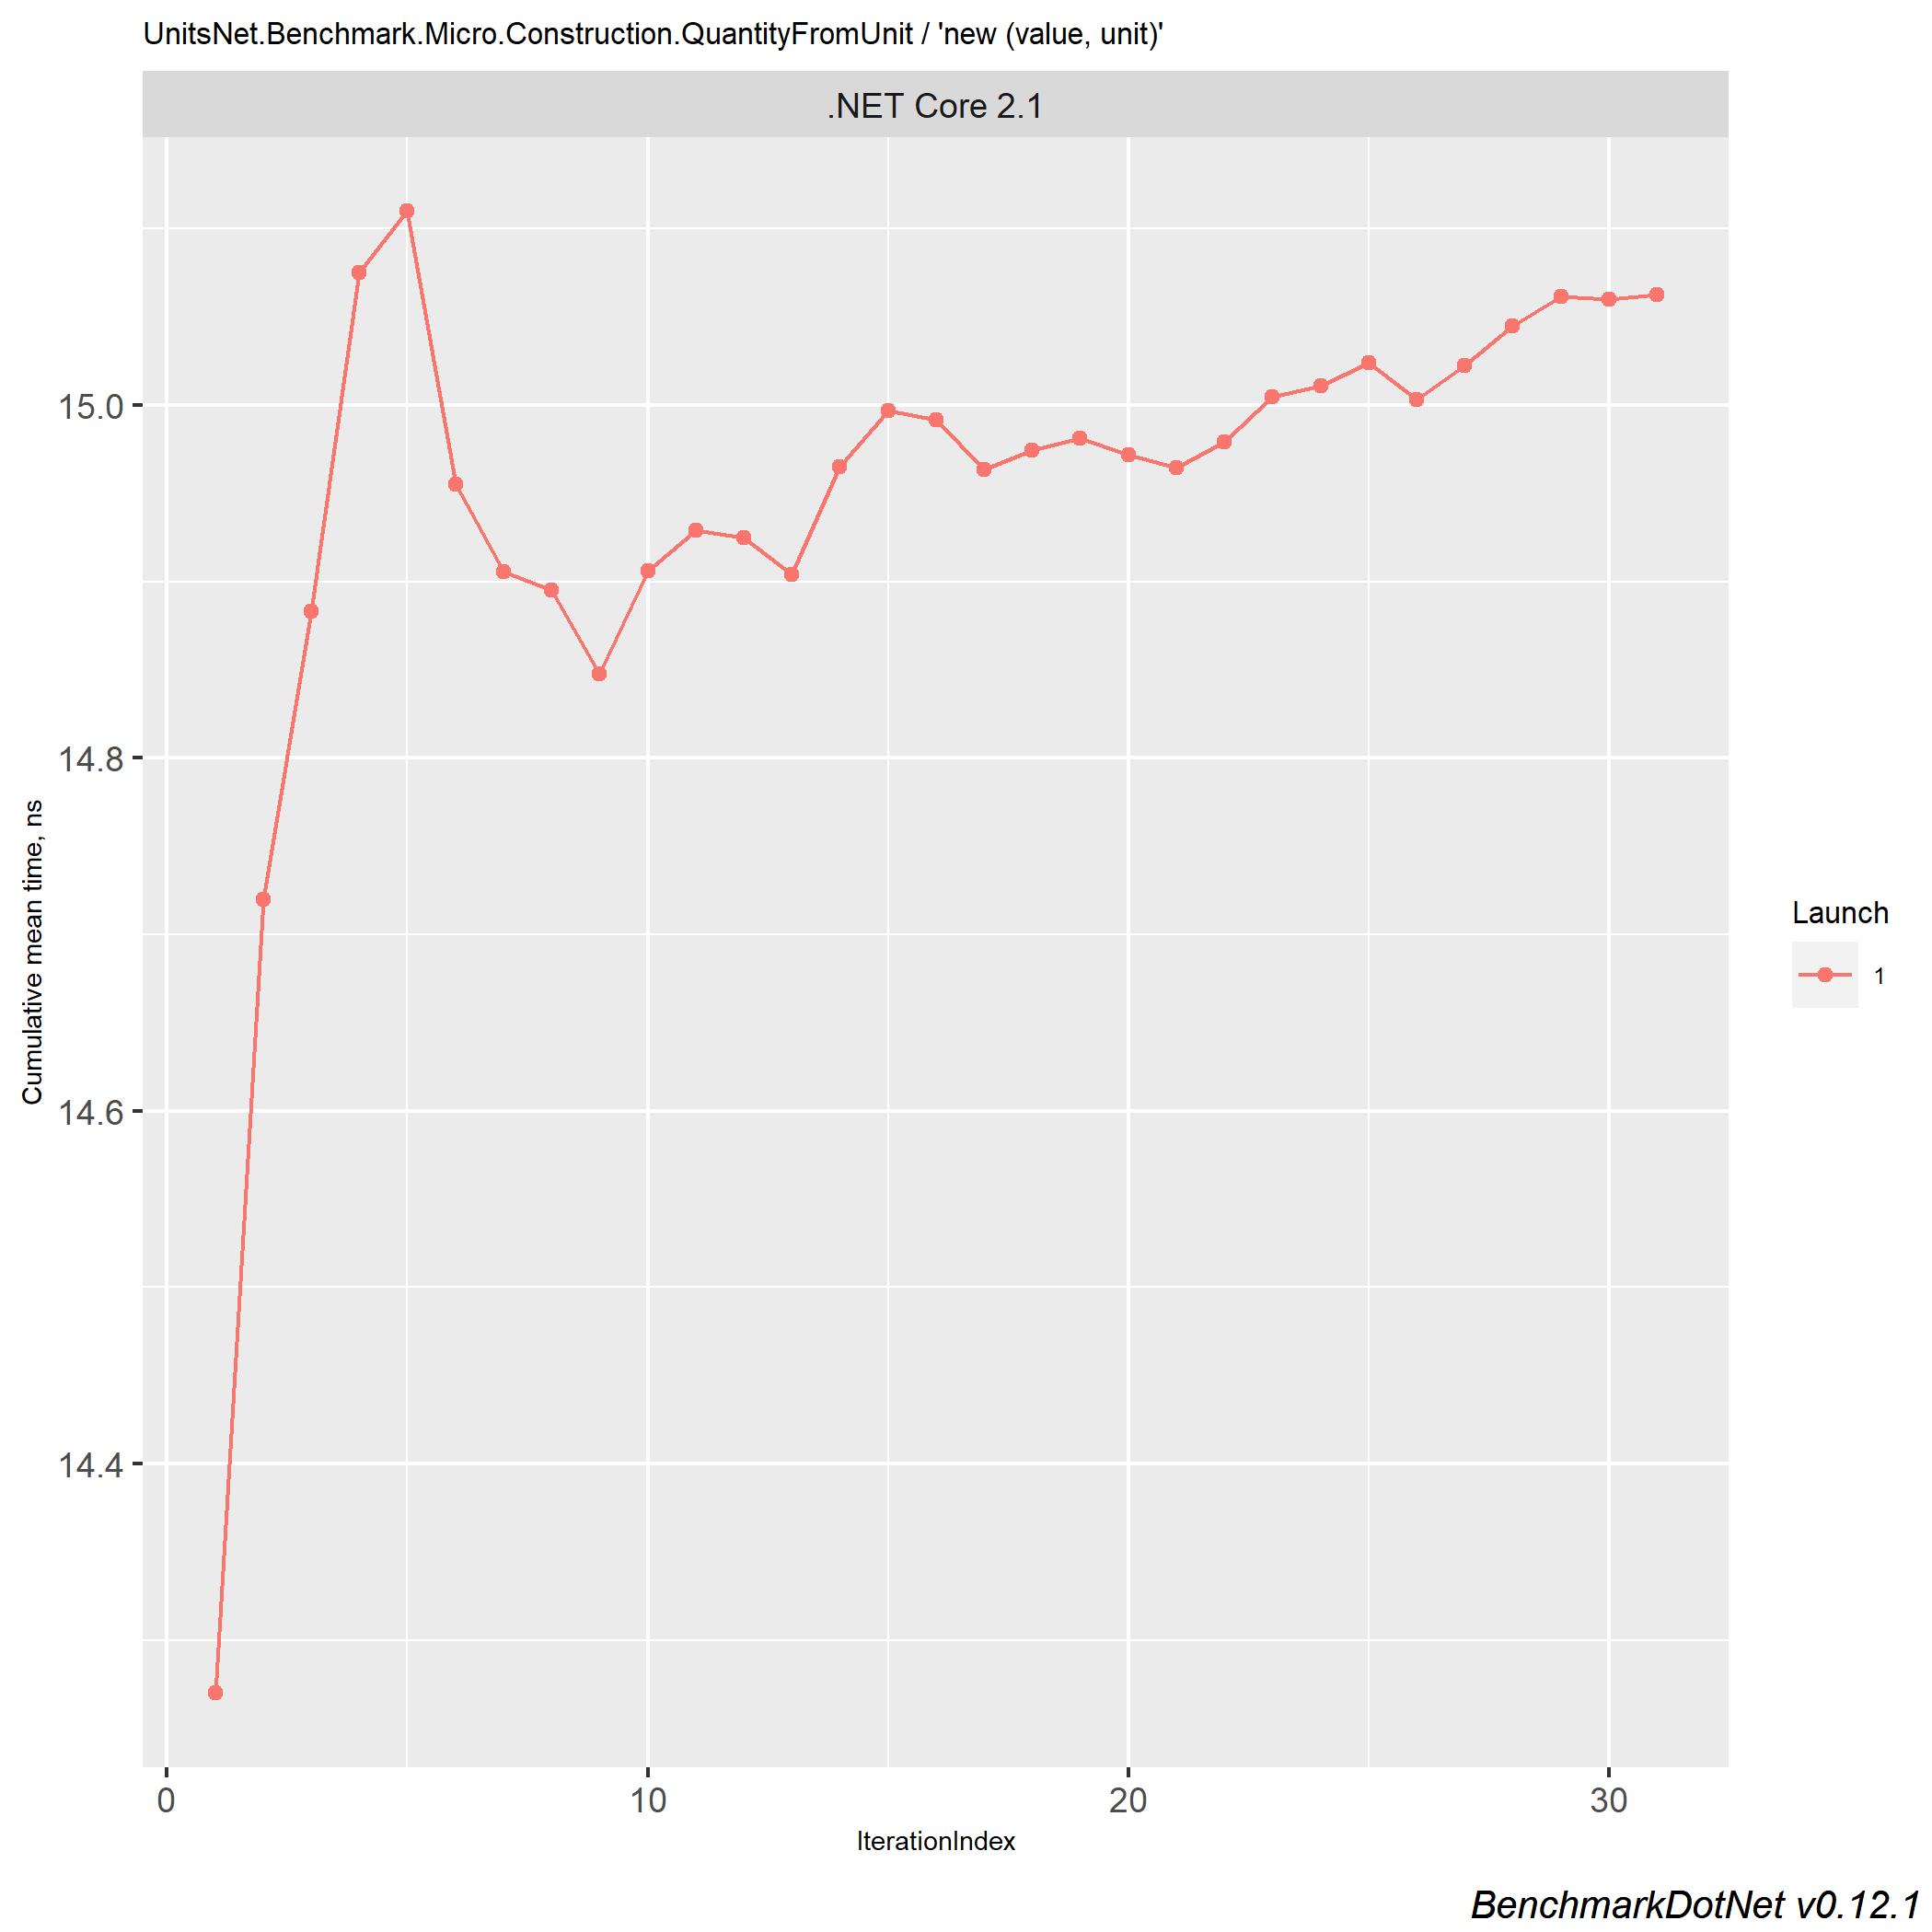 UnitsNet.Benchmark.Micro.Construction.QuantityFromUnit / 'new (value, unit)'
.NET Core 2.1
15.0
14.8
14.6
14.4
Cumulative mean time, ns
0 10 20 30
IterationIndex
Launch
1
BenchmarkDotNet v0.12.1